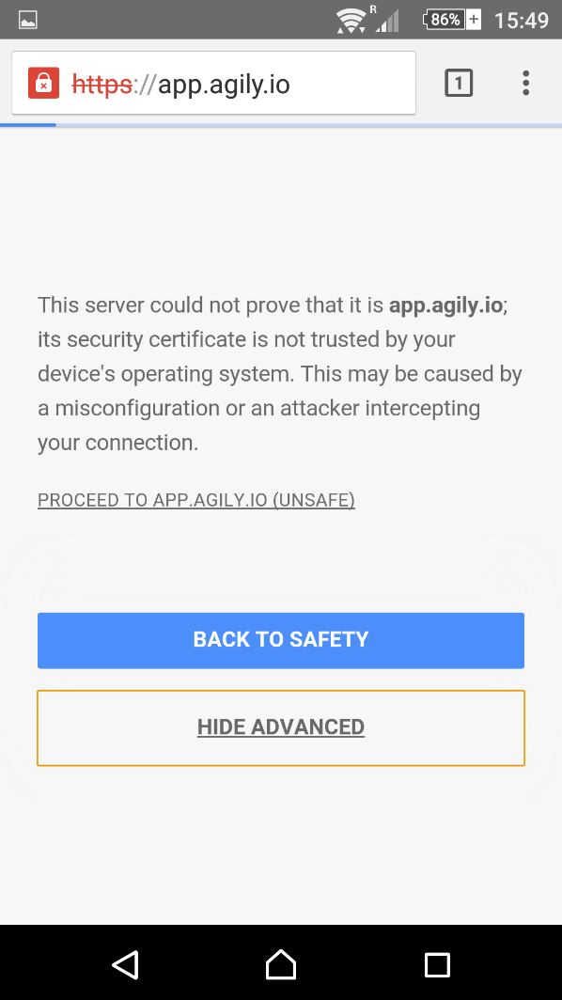 R 86% 15:49
https://app.agily.io 1
This server could not prove that it is app.agily.io;
its security certificate is not trusted by your
device's operating system. This may be caused by
a misconfiguration or an attacker intercepting
your connection.
PROCEED TO APP.AGILY.IO (UNSAFE)
BACK TO SAFETY
HIDE ADVANCED